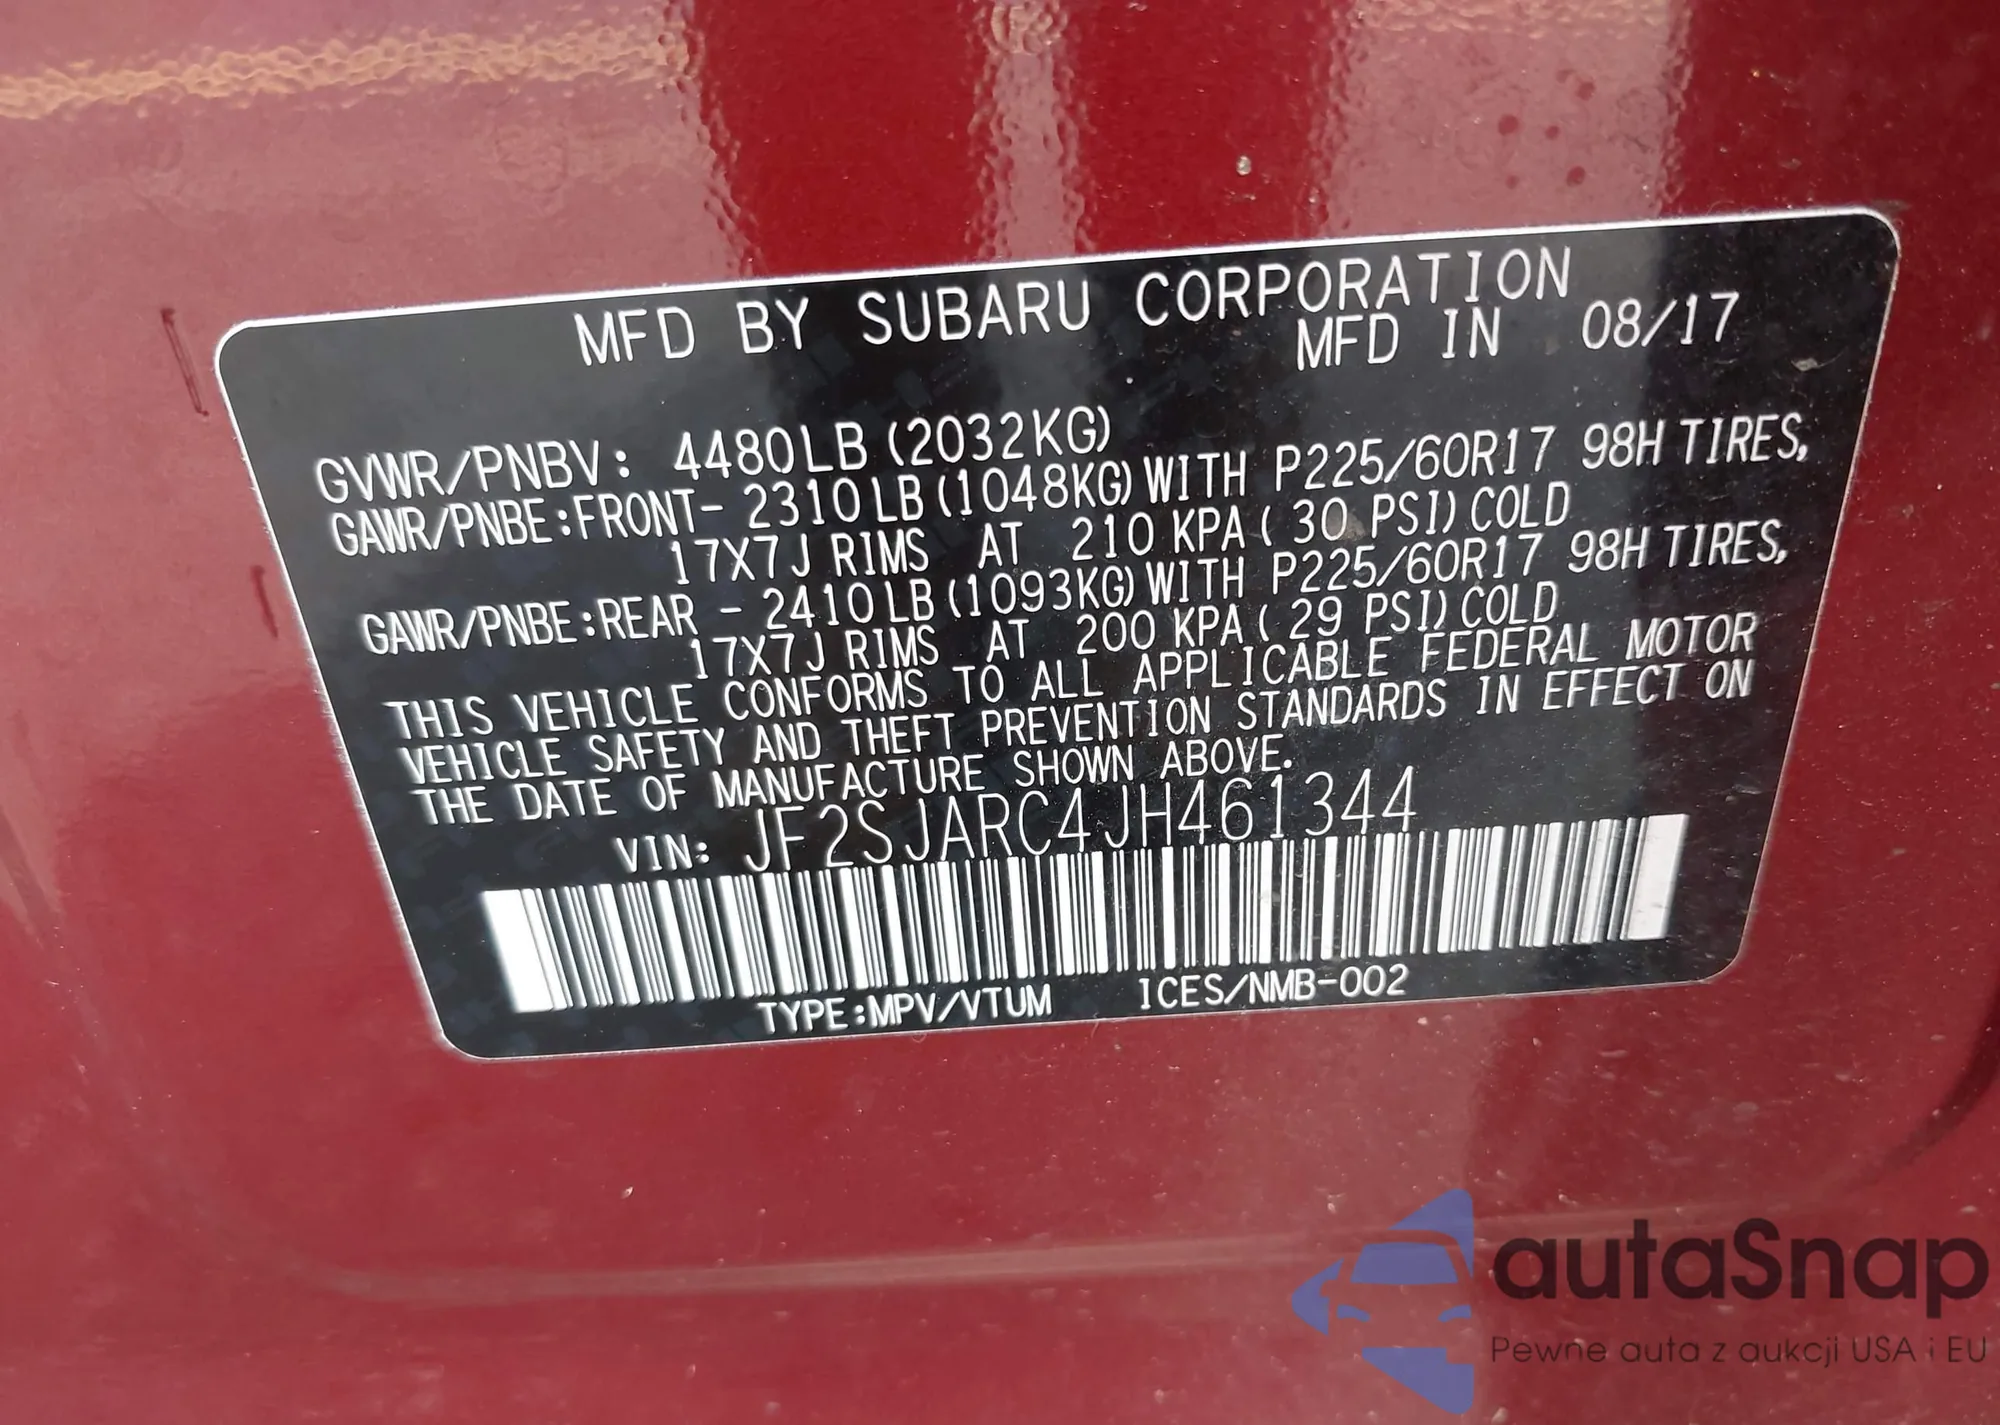 MFD BY SUBARU CORPORATION
MFD IN 08/17
GVWR/PNBV: 4480LB (2032KG)
GAWR/PNBE:FRONT- 2310LB (1048KG) WITH P225/60R17 98H TIRES,
17X7J RIMS AT 210 KPA ( 30 PSI) COLD
GAWR/PNBE:REAR - 2410LB (1093KG) WITH P225/60R17 98H TIRES,
17X7J RIMS AT 200 KPA ( 29 PSI) COLD
THIS VEHICLE CONFORMS TO ALL APPLICABLE FEDERAL MOTOR
VEHICLE SAFETY AND THEFT PREVENTION STANDARDS IN EFFECT ON
THE DATE OF MANUFACTURE SHOWN ABOVE.
VIN: JF2SJARC4JH461344
TYPE:MPV/VTUM ICES/NMB-002
autaSnap
Pewne auta z aukcji USA i EU